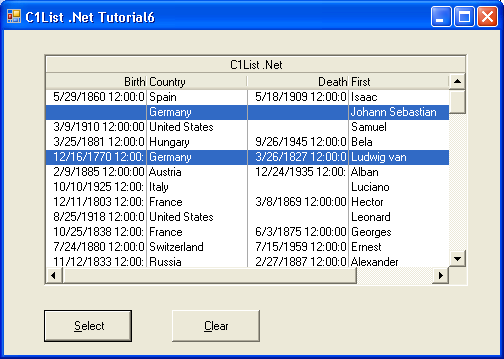 C1List .Net Tutorial6
C1List .Net
Birth Country Death First
5/29/1860 12:00:0 Spain 5/18/1909 12:00:0 Isaac
Germany Johann Sebastian
3/9/1910 12:00:00 United States Samuel
3/25/1881 12:00:0 Hungary 9/26/1945 12:00:0 Bela
12/16/1770 12:00: Germany 3/26/1827 12:00:0 Ludwig van
2/9/1885 12:00:00 Austria 12/24/1935 12:00: Alban
10/10/1925 12:00: Italy Luciano
12/11/1803 12:00: France 3/8/1869 12:00:00 Hector
8/25/1918 12:00:0 United States Leonard
10/25/1838 12:00: France 6/3/1875 12:00:00 Georges
7/24/1880 12:00:0 Switzerland 7/15/1959 12:00:0 Ernest
11/12/1833 12:00: Russia 2/27/1887 12:00:0 Alexander
Select Clear